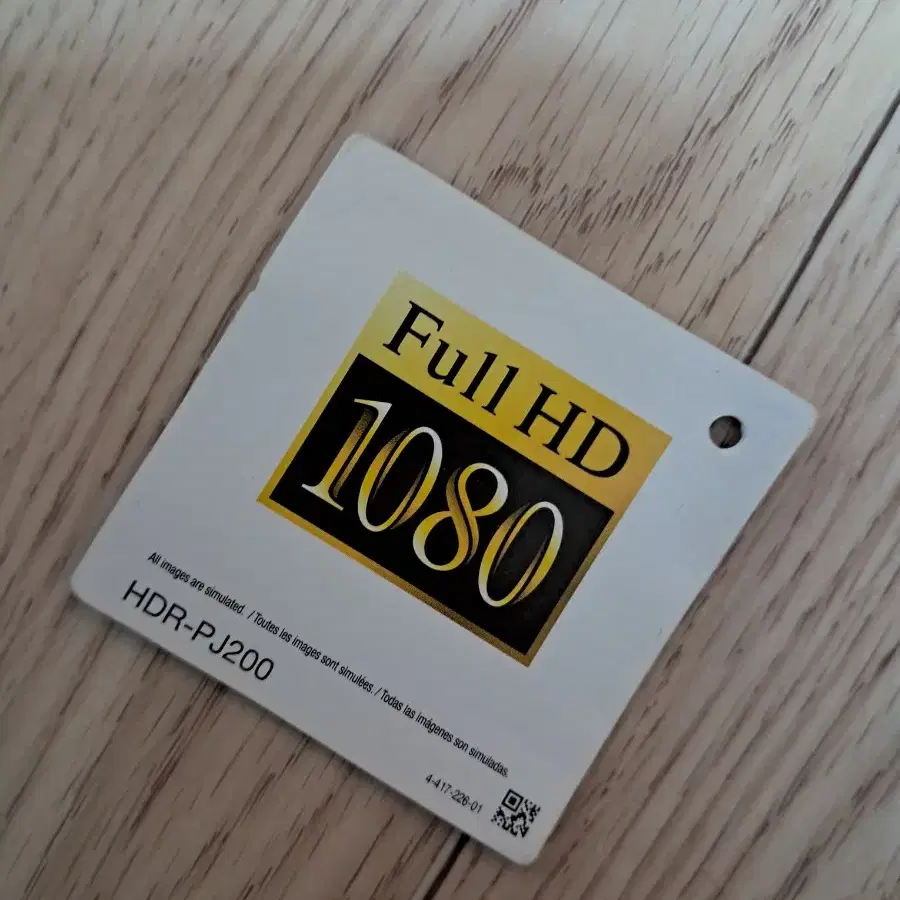 Full HD
1080
All images are simulated. / Toutes les images sont simulées. / Todas las imágenes son simuladas.
HDR-PJ200
4-417-226-01